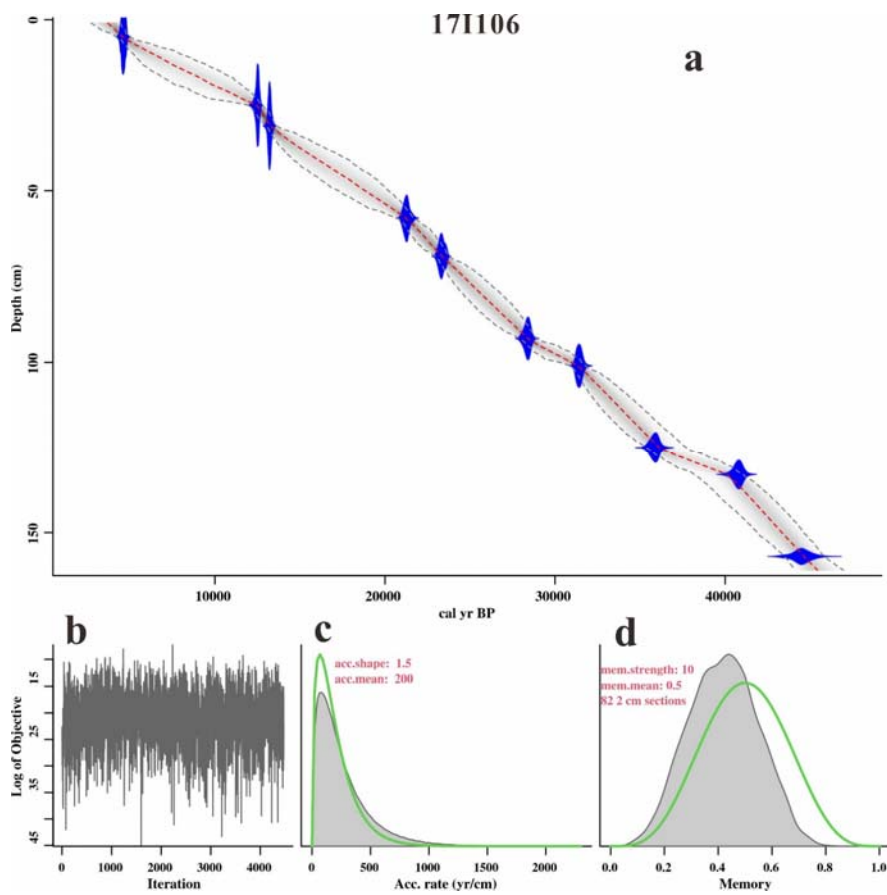 17I106
a
0
50
100
150
Depth (cm)
10000 20000 30000 40000
cal yr BP
b
15
25
35
45
Log of Objective
0 1000 2000 3000 4000
Iteration
c
acc.shape: 1.5
acc.mean: 200
0 500 1000 1500 2000
Acc. rate (yr/cm)
d
mem.strength: 10
mem.mean: 0.5
82 2 cm sections
0.0 0.2 0.4 0.6 0.8 1.0
Memory